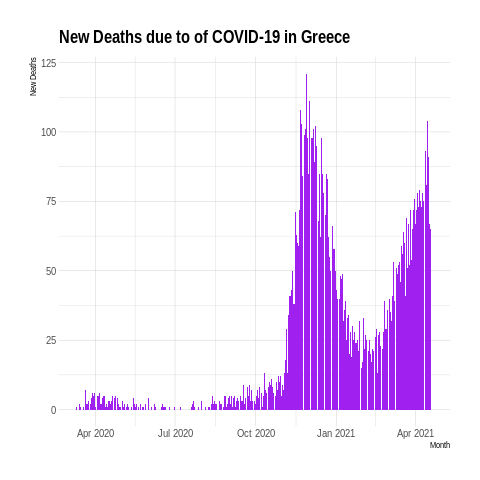 New Deaths due to of COVID-19 in Greece
New Deaths
125
100
75
50
25
0
Apr 2020 Jul 2020 Oct 2020 Jan 2021 Apr 2021
Month